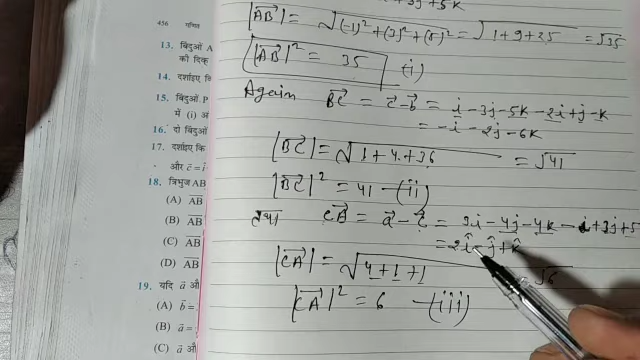 456 गणित
13. बिंदुओं A
की दिक्
14. दर्शाइए कि
15. बिंदुओं P
में (i) अ
16. दो बिंदुओं
17. दर्शाइए कि
और c⃗ = i
18. त्रिभुज AB
(A) AB
(B) AB
(C) AB
(D) AB
19. यदि a⃗ औ
(A) b⃗ =
(B) a⃗ =
(C) a⃗ औ
+ 3j + 5k
|AB⃗| = √(-1)² + (3)² + (5)² = √1 + 9 + 25 = √35
|AB⃗|² = 35 (i)
Again BC⃗ = c⃗ - b⃗ = i - 3j - 5k - 2i + j - k
= -i - 2j - 6k
|BC⃗| = √1 + 4 + 36 = √41
|BC⃗|² = 41 - (ii)
तथा CA⃗ = a⃗ - c⃗ = 3i - 4j - 4k - i + 3j + 5
= 2î - ĵ + k̂
|CA⃗| = √4 + 1 + 1 = √6
|CA⃗|² = 6 - (iii)